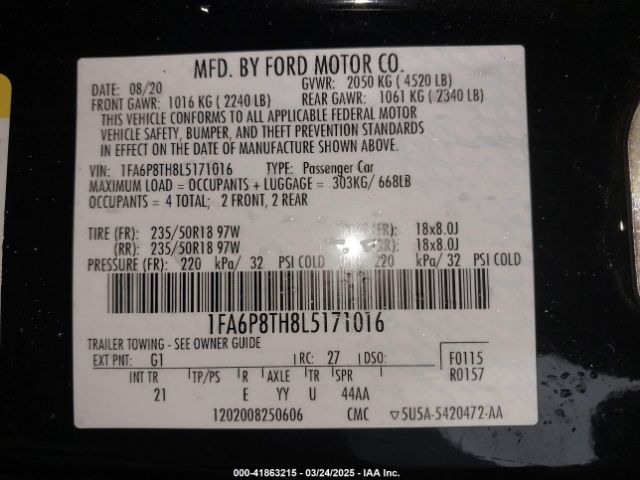 MFD. BY FORD MOTOR CO.
DATE: 08/20 GVWR: 2050 KG ( 4520 LB)
FRONT GAWR: 1016 KG ( 2240 LB) REAR GAWR: 1061 KG ( 2340 LB)
THIS VEHICLE CONFORMS TO ALL APPLICABLE FEDERAL MOTOR
VEHICLE SAFETY, BUMPER, AND THEFT PREVENTION STANDARDS
IN EFFECT ON THE DATE OF MANUFACTURE SHOWN ABOVE
VIN: 1FA6P8TH8L5171016 TYPE: Passenger Car
MAXIMUM LOAD = OCCUPANTS + LUGGAGE = 303KG/ 668LB
OCCUPANTS = 4 TOTAL; 2 FRONT, 2 REAR
TIRE (FR): 235/50R18 97W (FR): 18x8.0J
(RR): 235/50R18 97W 18x8.0J
PRESSURE (FR): 220 kPa/ 32 PSI COLD 220 kPa/ 32 PSI COLD
1FA6P8TH8L5171016
TRAILER TOWING - SEE OWNER GUIDE
EXT PNT: G1 RC: 27 DSO: F0115
INT TR TP/PS R AXLE TR SPR R0157
21 E YY U 44AA
1202008250606 CMC ▽5U5A-5420472-AA
000-41863215 - 03/24/2025 - IAA Inc.